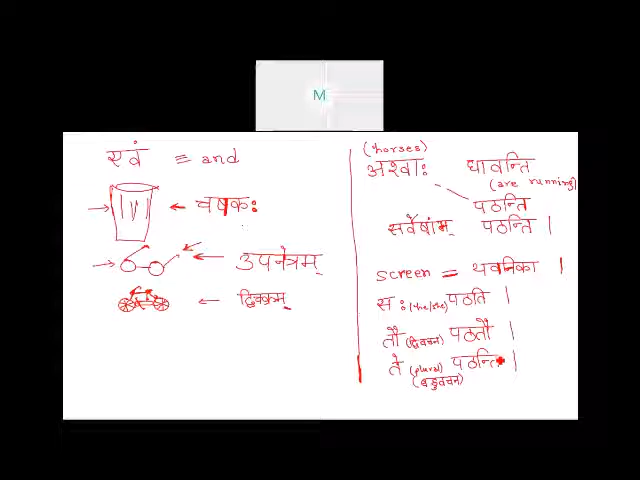 M
एवं = and
चषकः
उपनेत्रम्
द्विचक्रम्
(horses)
अश्वाः धावन्ति
(are running)
पठन्ति
सर्वेषाम् पठन्ति |
screen = यवनिका |
सः (he/she) पठति |
तौ (द्विवचनं) पठतौ |
ते (plural) पठन्ति |
(बहुवचनं)